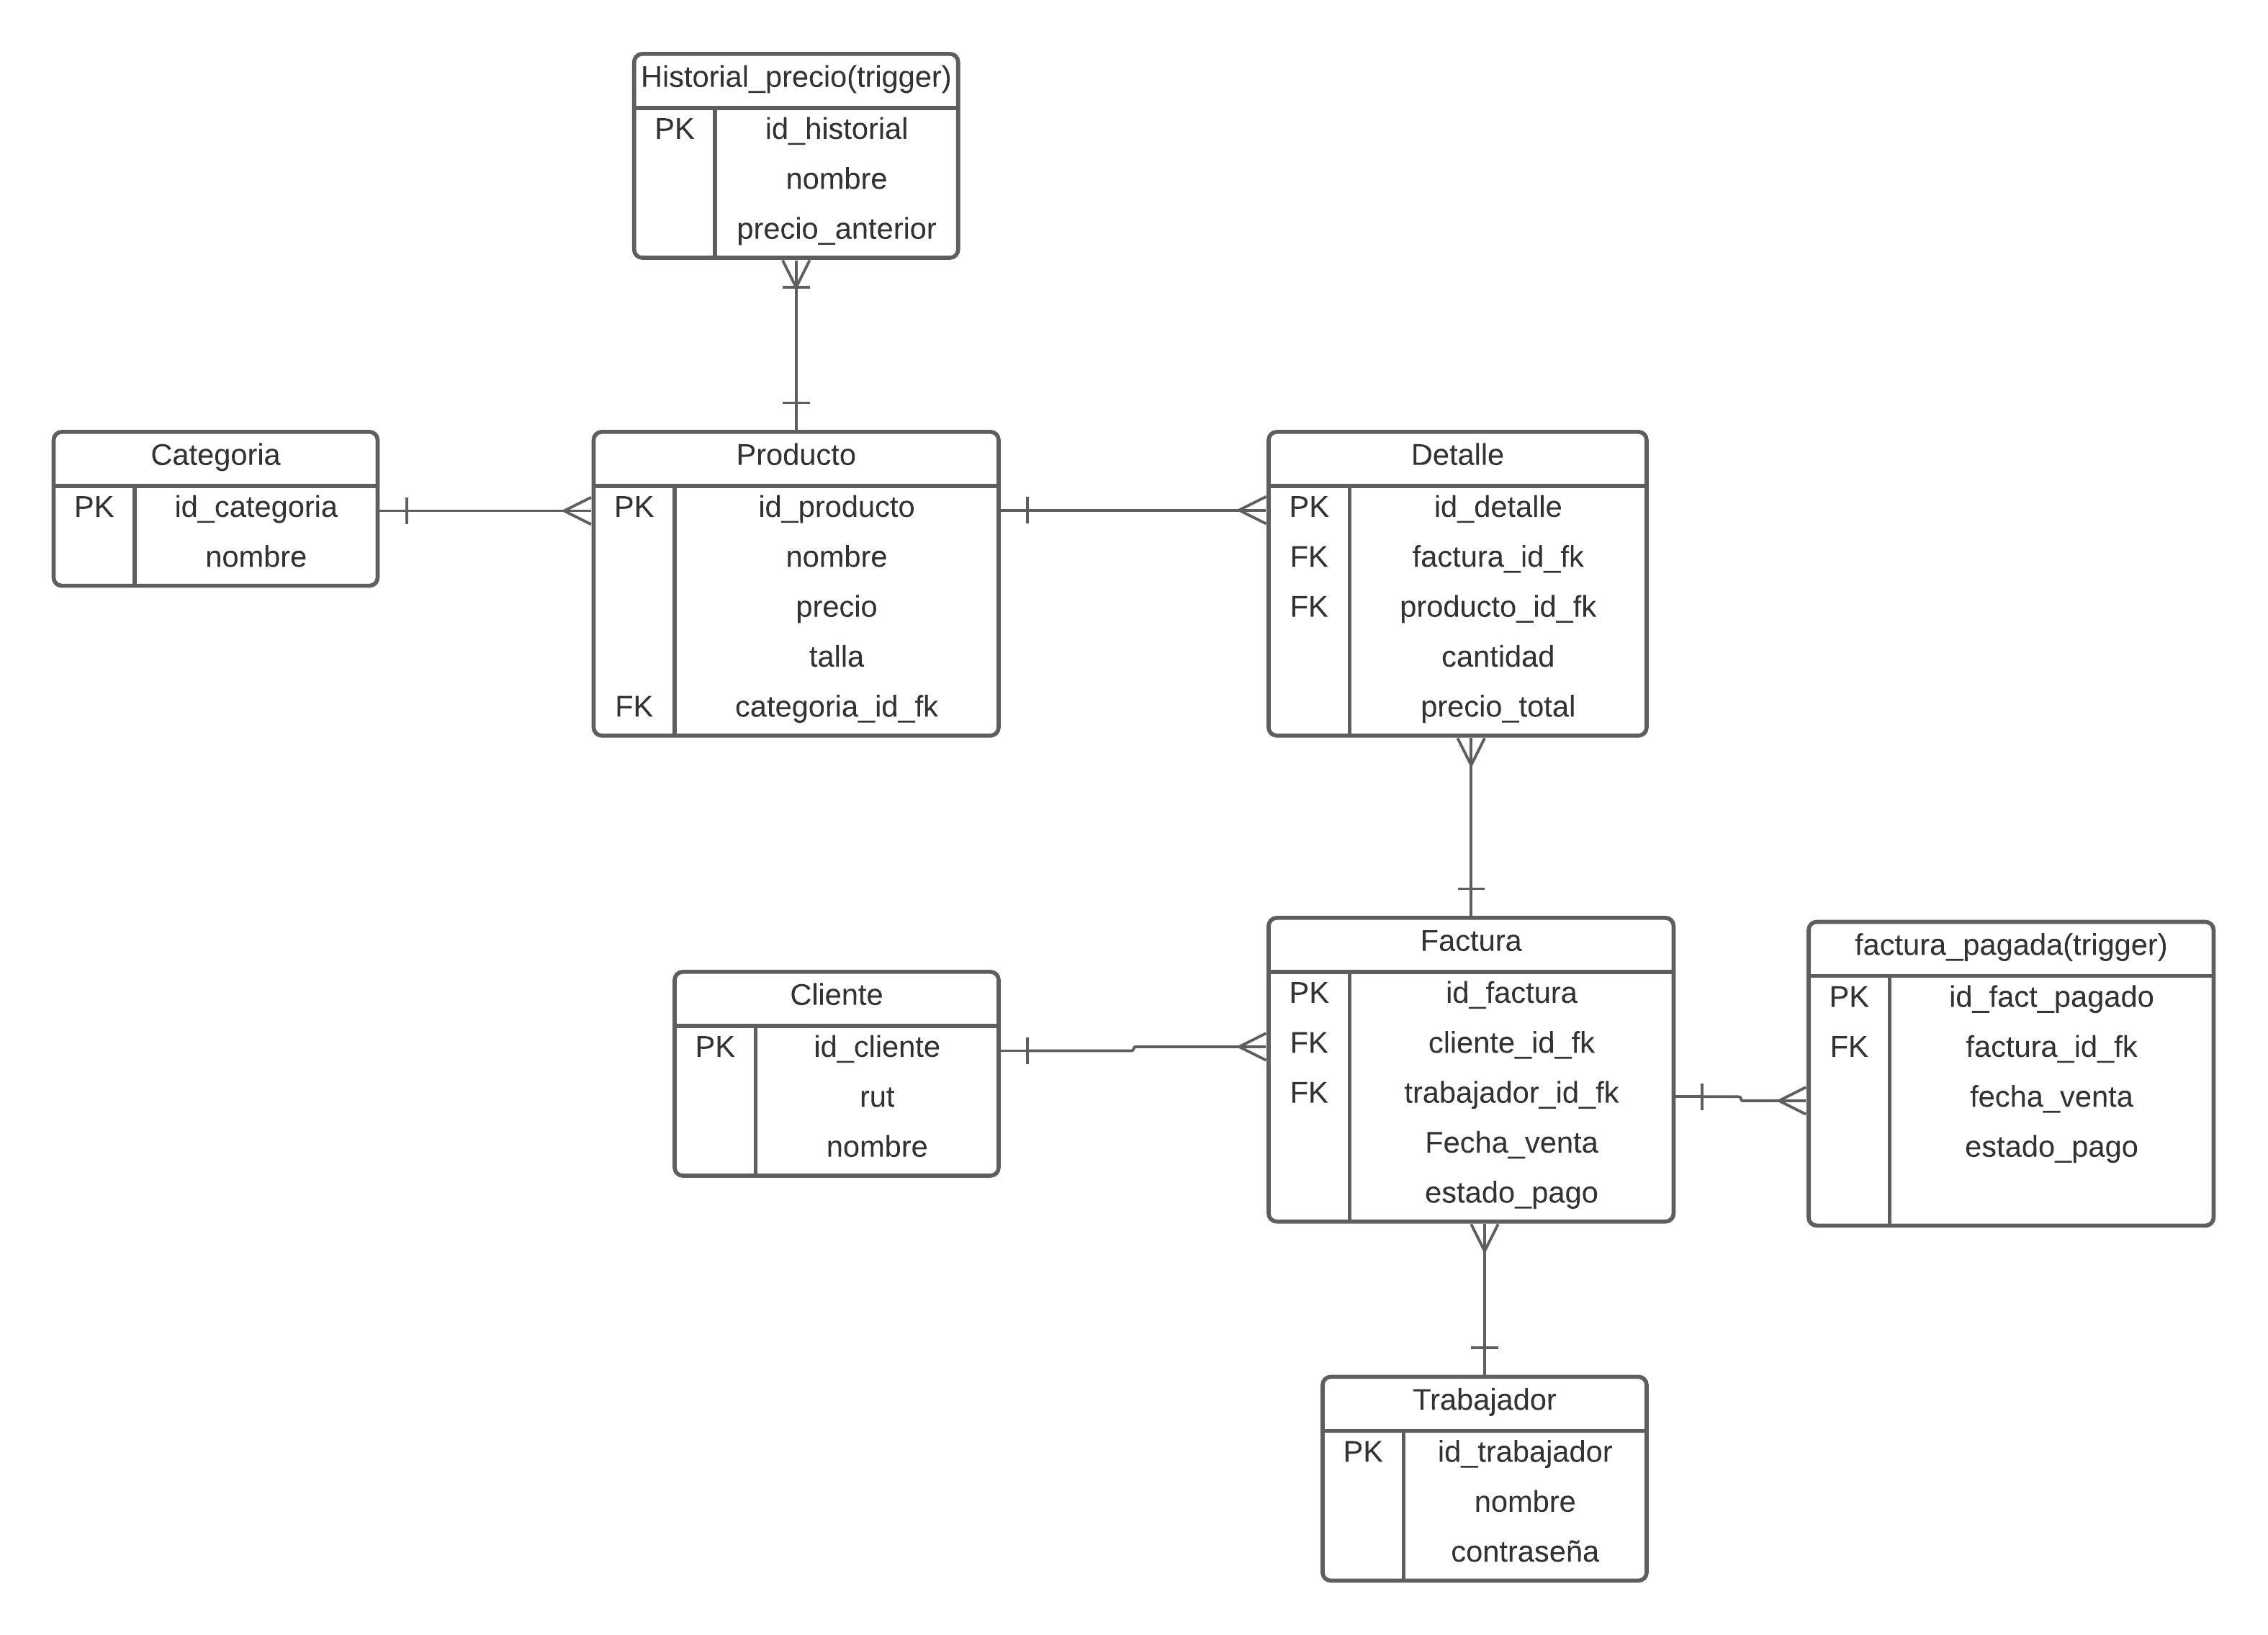 Historial_precio(trigger)
PK id_historial
nombre
precio_anterior
Categoria
PK id_categoria
nombre
Producto
PK id_producto
nombre
precio
talla
FK categoria_id_fk
Detalle
PK id_detalle
FK factura_id_fk
FK producto_id_fk
cantidad
precio_total
Cliente
PK id_cliente
rut
nombre
Factura
PK id_factura
FK cliente_id_fk
FK trabajador_id_fk
Fecha_venta
estado_pago
factura_pagada(trigger)
PK id_fact_pagado
FK factura_id_fk
fecha_venta
estado_pago
Trabajador
PK id_trabajador
nombre
contraseña